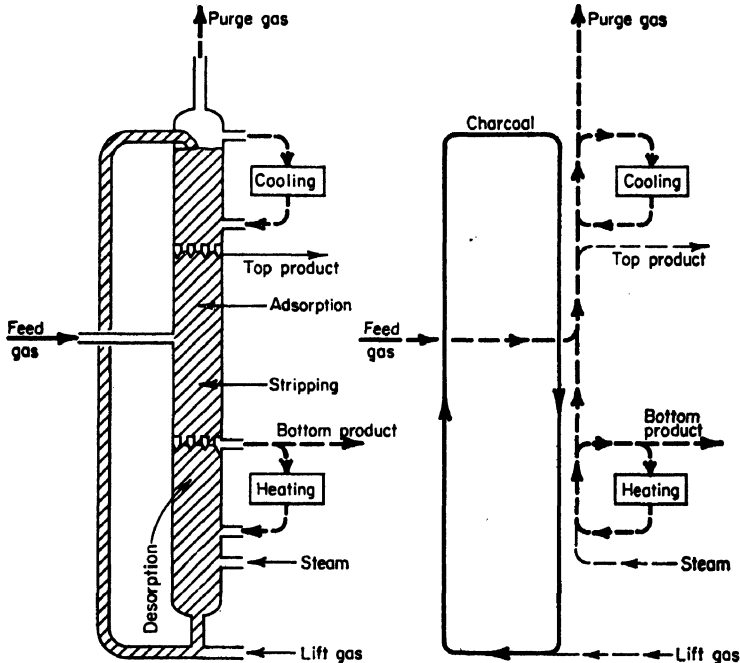 Purge gas
Cooling
Top product
Adsorption
Feed
gas
Stripping
Bottom product
Heating
Desorption
Steam
Lift gas
Purge gas
Charcoal
Cooling
Top product
Feed
gas
Bottom
product
Heating
Steam
Lift gas